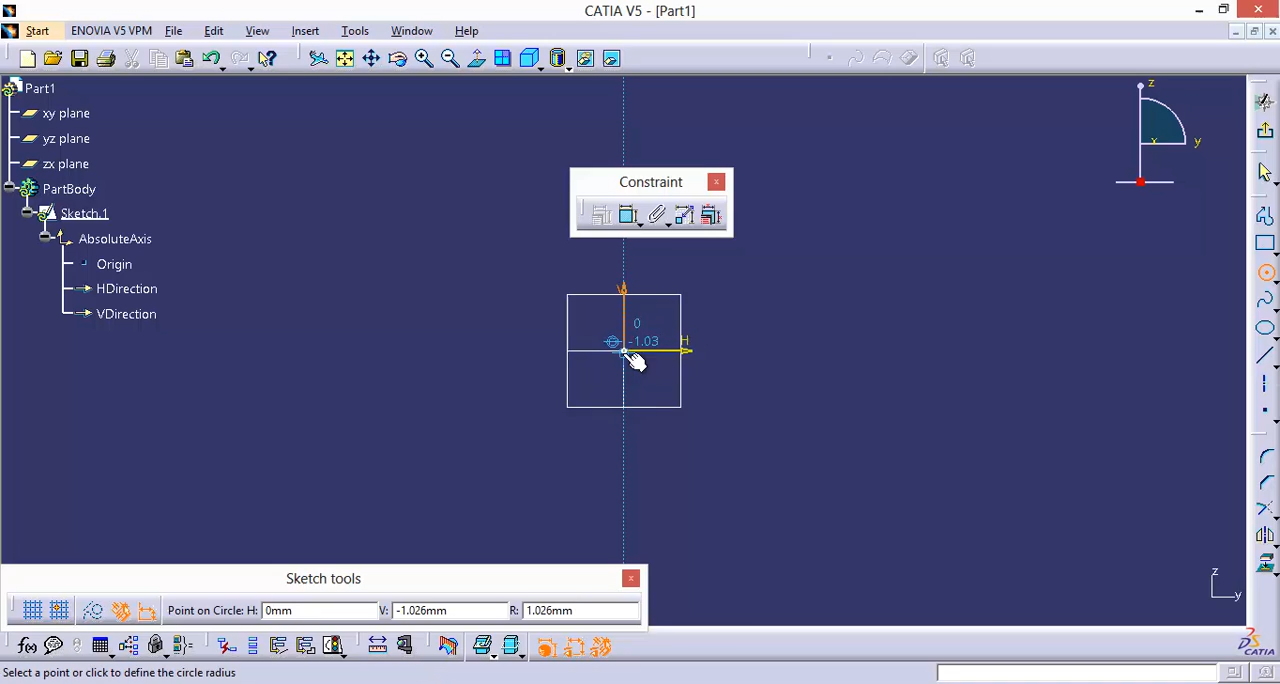 CATIA V5 - [Part1]
Start ENOVIA V5 VPM File Edit View Insert Tools Window Help
Part1
xy plane
yz plane
zx plane
PartBody
Sketch.1
AbsoluteAxis
Origin
HDirection
VDirection
Constraint
V
0
-1.03
H
z
x
y
Sketch tools
Point on Circle: H: 0mm V: -1.026mm R: 1.026mm
z
y
f(x)
CATIA
Select a point or click to define the circle radius